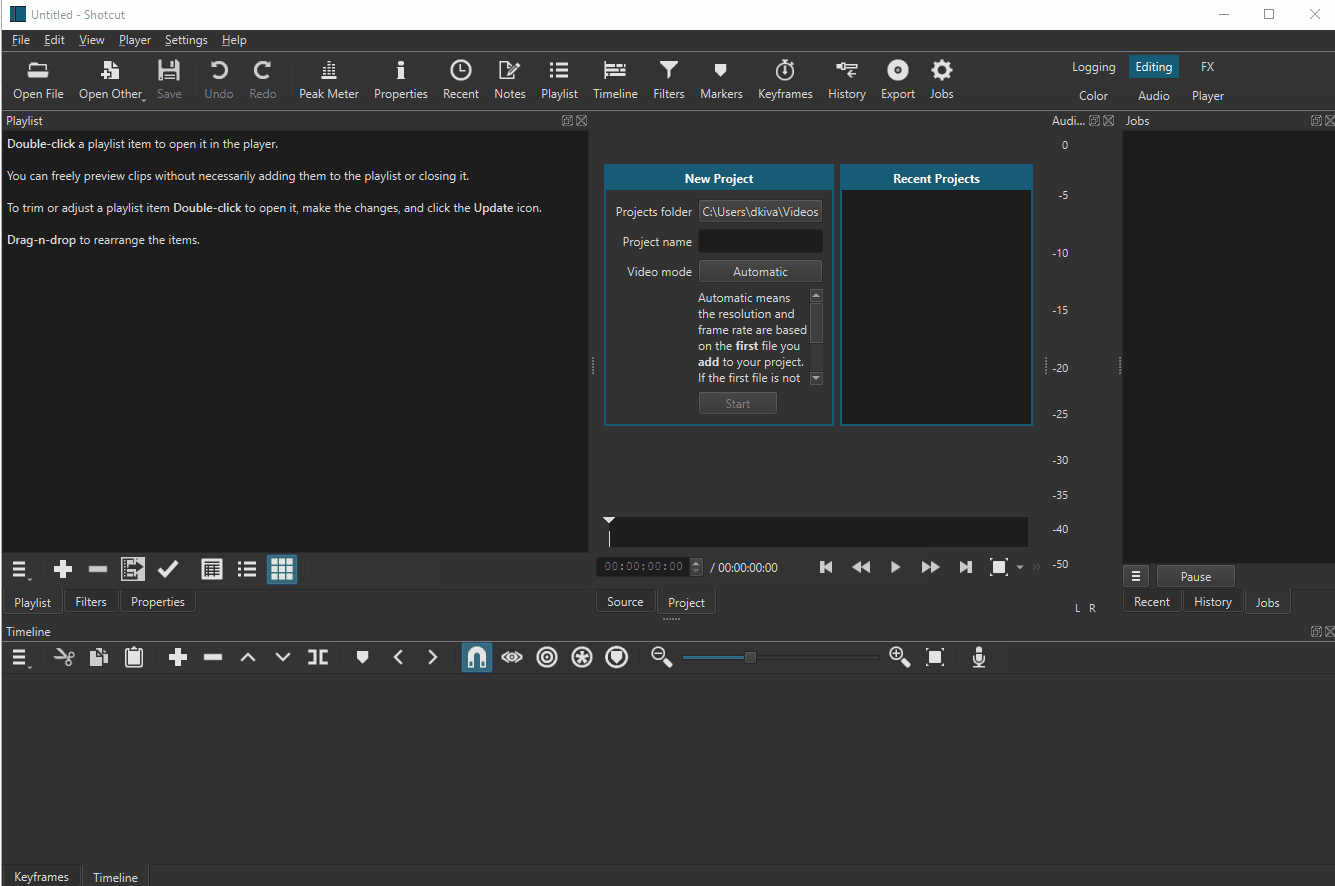 Untitled - Shotcut
File Edit View Player Settings Help
Open File Open Other Save Undo Redo Peak Meter Properties Recent Notes Playlist Timeline Filters Markers Keyframes History Export Jobs
Logging Editing FX
Color Audio Player
Playlist
Audi...
Jobs
Double-click a playlist item to open it in the player.
You can freely preview clips without necessarily adding them to the playlist or closing it.
To trim or adjust a playlist item Double-click to open it, make the changes, and click the Update icon.
Drag-n-drop to rearrange the items.
New Project
Projects folder C:\Users\dkiva\Videos
Project name
Video mode Automatic
Automatic means
the resolution and
frame rate are based
on the first file you
add to your project.
If the first file is not
Start
Recent Projects
0
-5
-10
-15
-20
-25
-30
-35
-40
-50
L R
00:00:00:00 / 00:00:00:00
Source Project
Pause
Playlist Filters Properties
Recent History Jobs
Timeline
Keyframes Timeline